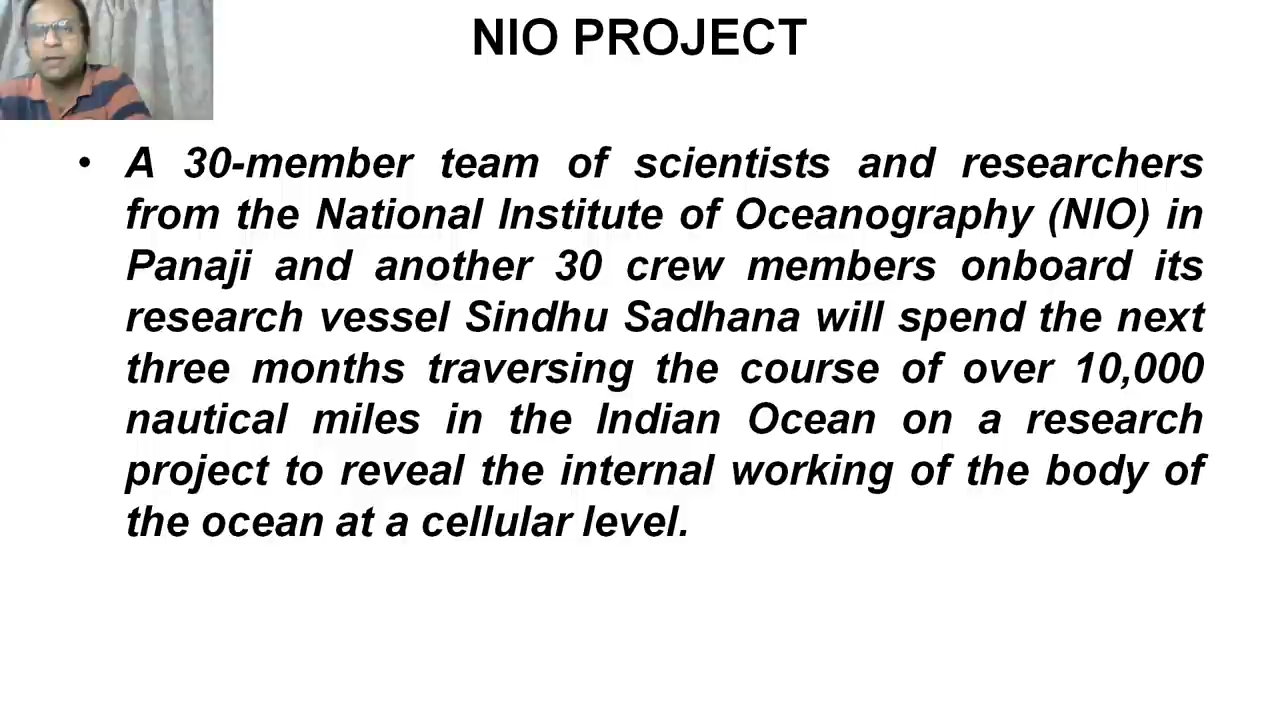 NIO PROJECT
• A 30-member team of scientists and researchers
from the National Institute of Oceanography (NIO) in
Panaji and another 30 crew members onboard its
research vessel Sindhu Sadhana will spend the next
three months traversing the course of over 10,000
nautical miles in the Indian Ocean on a research
project to reveal the internal working of the body of
the ocean at a cellular level.